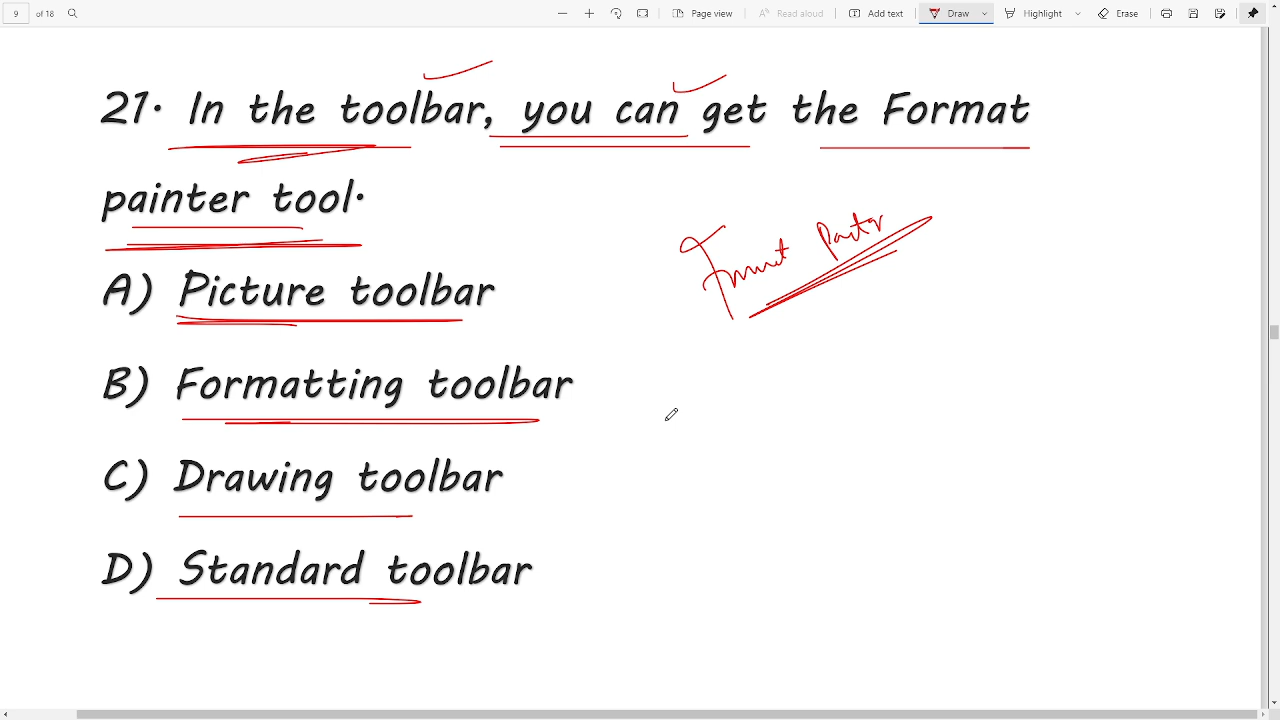 9 of 18 Page view Read aloud Add text Draw Highlight Erase
21. In the toolbar, you can get the Format
painter tool.
Format
A) Picture toolbar
B) Formatting toolbar
C) Drawing toolbar
D) Standard toolbar